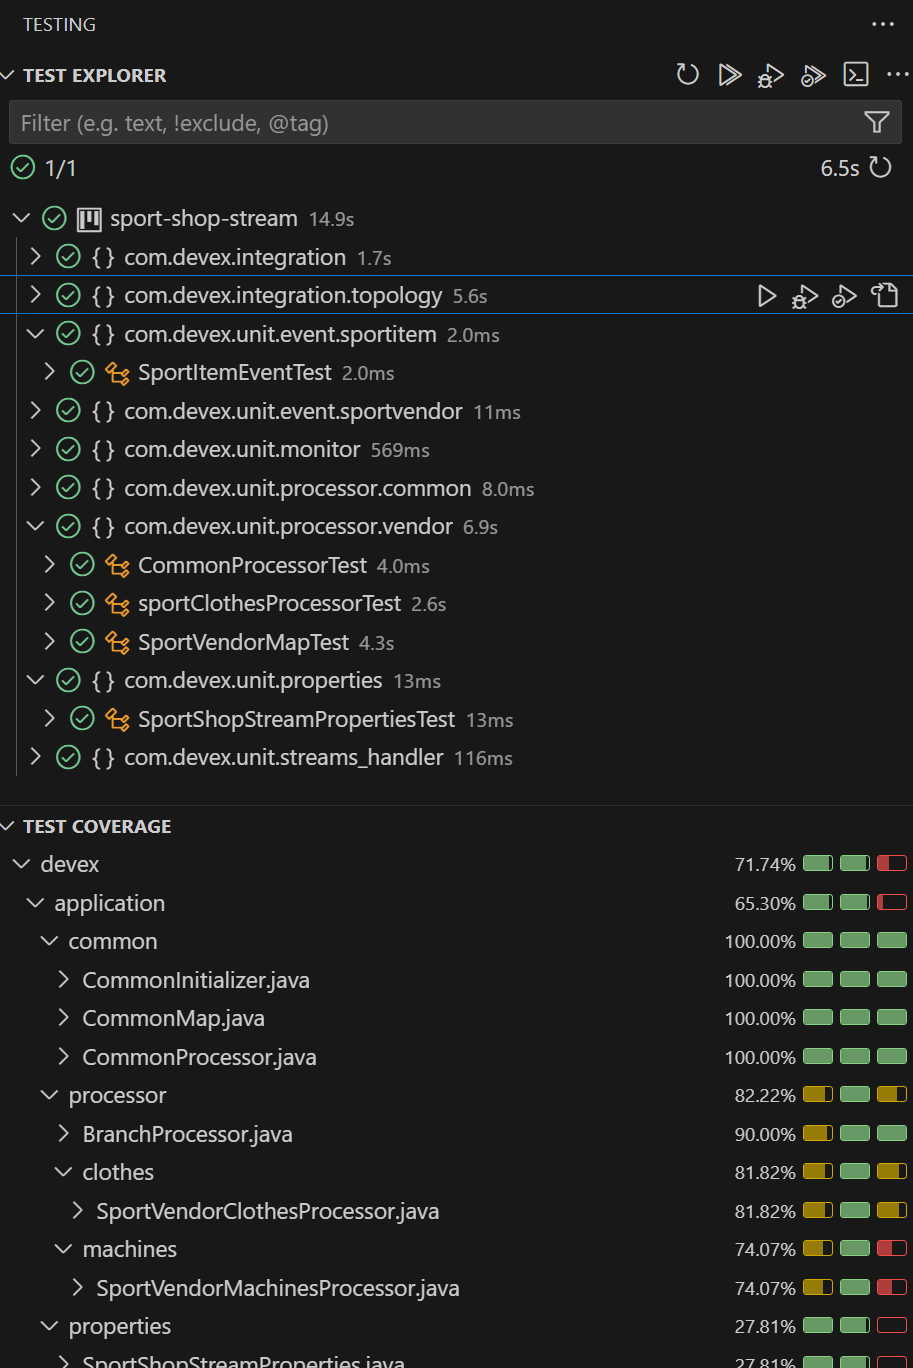 TESTING
TEST EXPLORER
Filter (e.g. text, !exclude, @tag)
1/1 6.5s
sport-shop-stream 14.9s
{} com.devex.integration 1.7s
{} com.devex.integration.topology 5.6s
{} com.devex.unit.event.sportitem 2.0ms
SportItemEventTest 2.0ms
{} com.devex.unit.event.sportvendor 11ms
{} com.devex.unit.monitor 569ms
{} com.devex.unit.processor.common 8.0ms
{} com.devex.unit.processor.vendor 6.9s
CommonProcessorTest 4.0ms
sportClothesProcessorTest 2.6s
SportVendorMapTest 4.3s
{} com.devex.unit.properties 13ms
SportShopStreamPropertiesTest 13ms
{} com.devex.unit.streams_handler 116ms
TEST COVERAGE
devex 71.74%
application 65.30%
common 100.00%
CommonInitializer.java 100.00%
CommonMap.java 100.00%
CommonProcessor.java 100.00%
processor 82.22%
BranchProcessor.java 90.00%
clothes 81.82%
SportVendorClothesProcessor.java 81.82%
machines 74.07%
SportVendorMachinesProcessor.java 74.07%
properties 27.81%
SportShopStreamProperties.java 27.81%